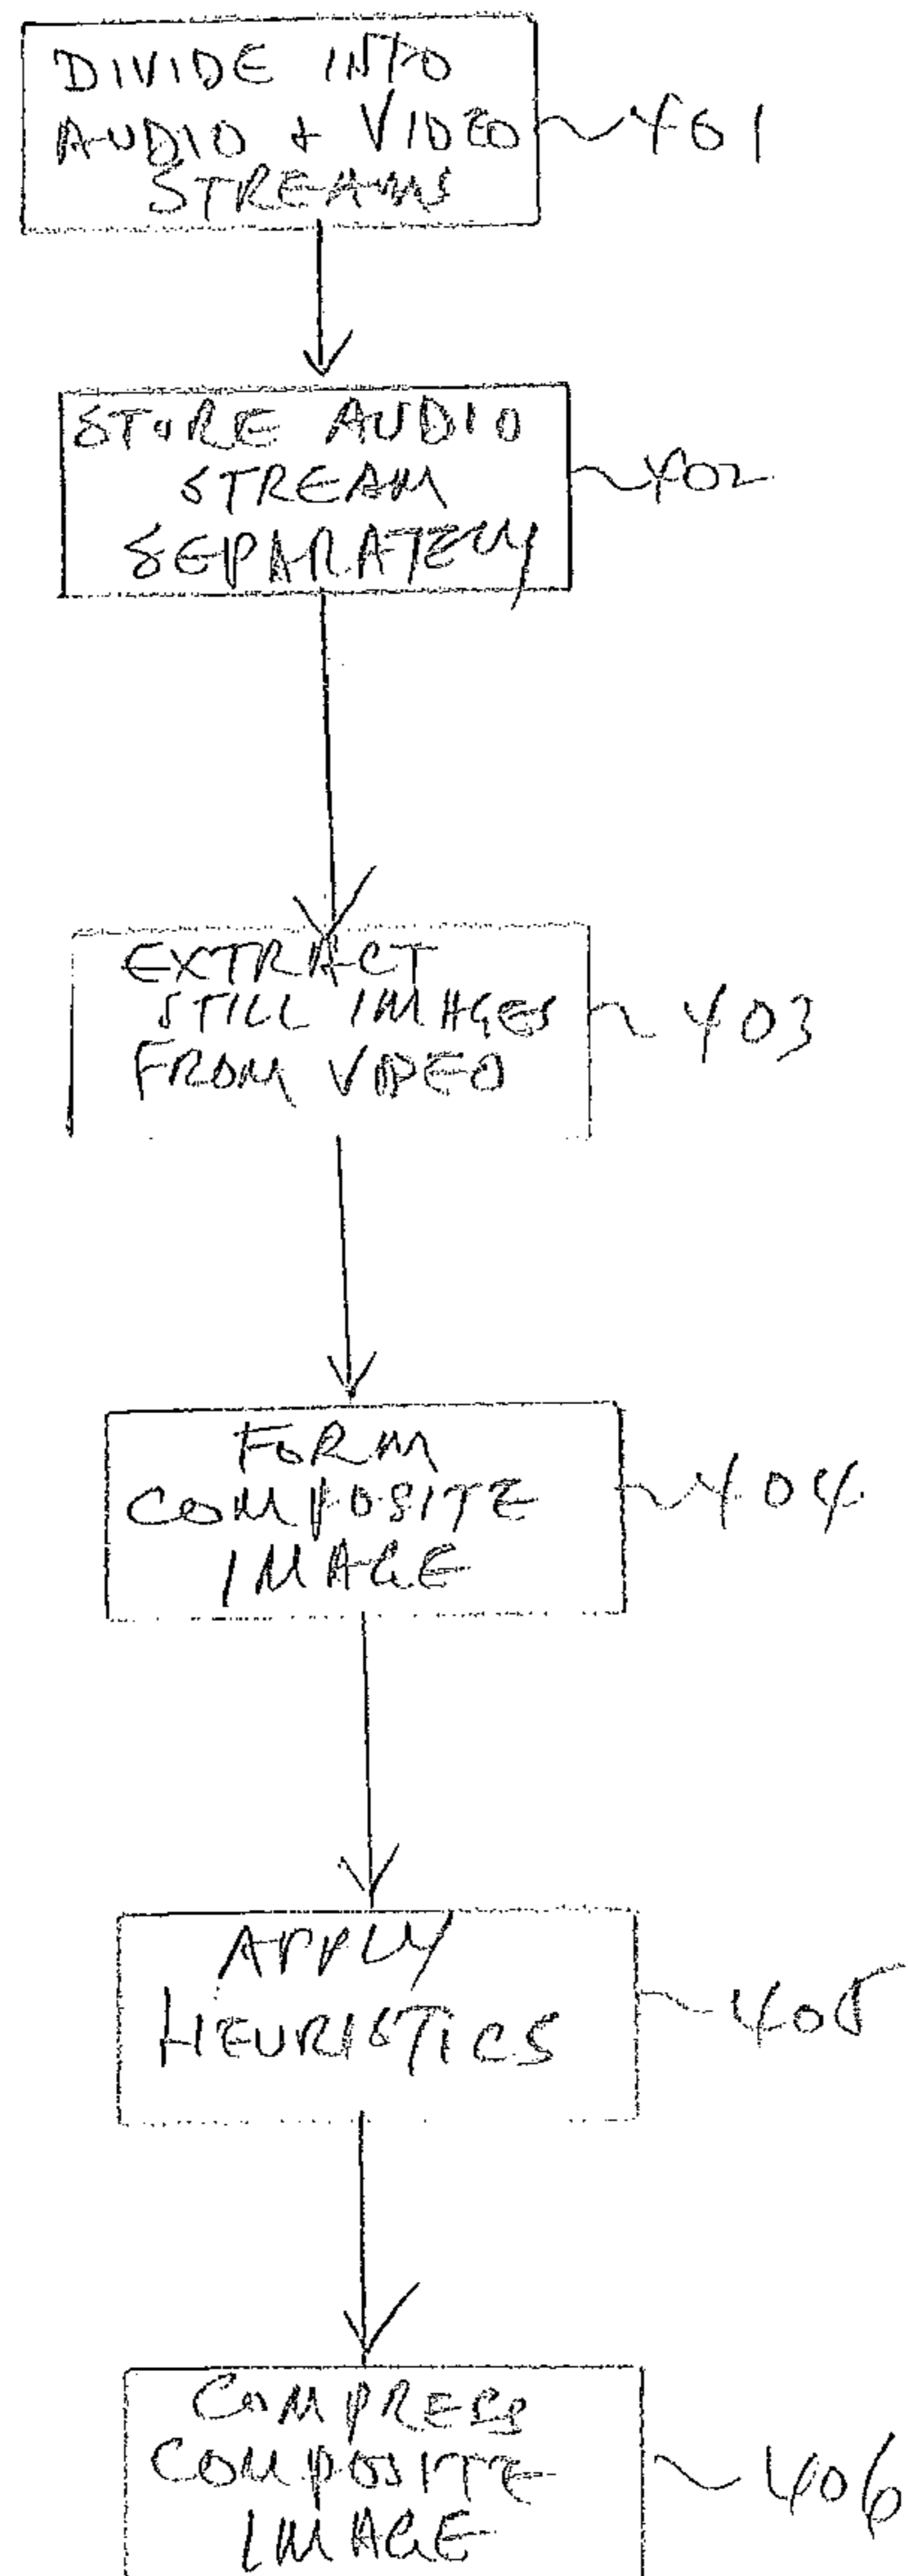 DIVIDE INTO
AUDIO + VIDEO
STREAMS
401
STORE AUDIO
STREAM
SEPARATELY
402
EXTRACT
STILL IMAGES
FROM VIDEO
403
FORM
COMPOSITE
IMAGE
404
APPLY
HEURISTICS
405
COMPRESS
COMPOSITE
IMAGE
406